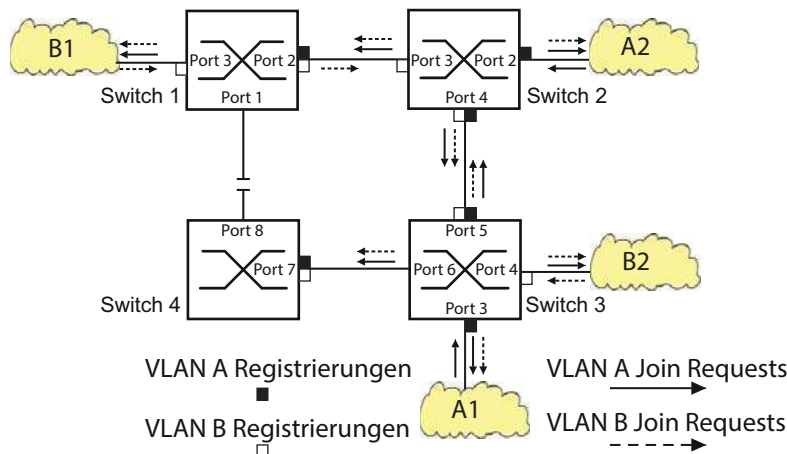 B1
Port 3
Port 2
Port 1
Switch 1
Port 3
Port 2
Port 4
Switch 2
A2
Port 8
Port 7
Switch 4
Port 5
Port 6
Port 4
Port 3
Switch 3
B2
A1
VLAN A Registrierungen
VLAN B Registrierungen
VLAN A Join Requests
VLAN B Join Requests